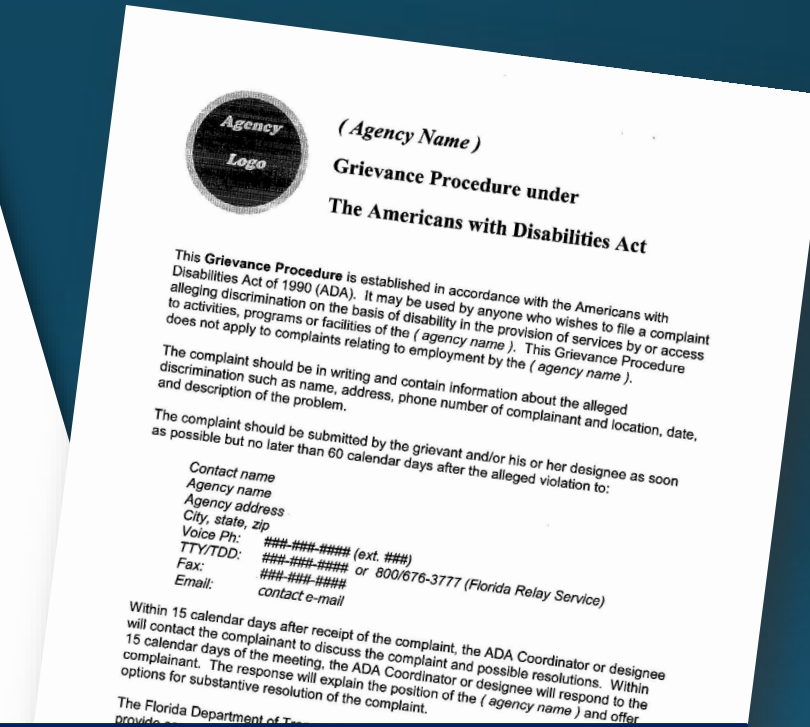 Agency
Logo
( Agency Name )
Grievance Procedure under
The Americans with Disabilities Act
This Grievance Procedure is established in accordance with the Americans with
Disabilities Act of 1990 (ADA). It may be used by anyone who wishes to file a complaint
alleging discrimination on the basis of disability in the provision of services by or access
to activities, programs or facilities of the ( agency name ). This Grievance Procedure
does not apply to complaints relating to employment by the ( agency name ).
The complaint should be in writing and contain information about the alleged
discrimination such as name, address, phone number of complainant and location, date,
and description of the problem.
The complaint should be submitted by the grievant and/or his or her designee as soon
as possible but no later than 60 calendar days after the alleged violation to:
Contact name
Agency name
Agency address
City, state, zip
Voice Ph: ###-###-#### (ext. ###)
TTY/TDD: ###-###-#### or 800/676-3777 (Florida Relay Service)
Fax: ###-###-####
Email: contact e-mail
Within 15 calendar days after receipt of the complaint, the ADA Coordinator or designee
will contact the complainant to discuss the complaint and possible resolutions. Within
15 calendar days of the meeting, the ADA Coordinator or designee will respond to the
complainant. The response will explain the position of the ( agency name ) and offer
options for substantive resolution of the complaint.
The Florida Department of
provide